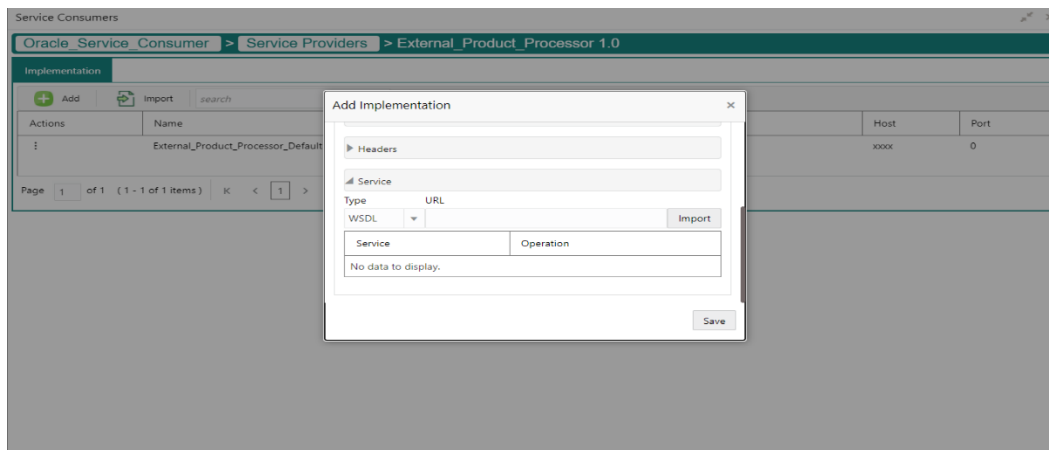 Service Consumers
Oracle_Service_Consumer > Service Providers > External_Product_Processor 1.0
Implementation
Add Import search
Add Implementation
Actions Name Host Port
External_Product_Processor_Default xxxx 0
Headers
Service
Page 1 of 1 (1 - 1 of 1 items) K < 1 >
Type URL
WSDL Import
Service Operation
No data to display.
Save